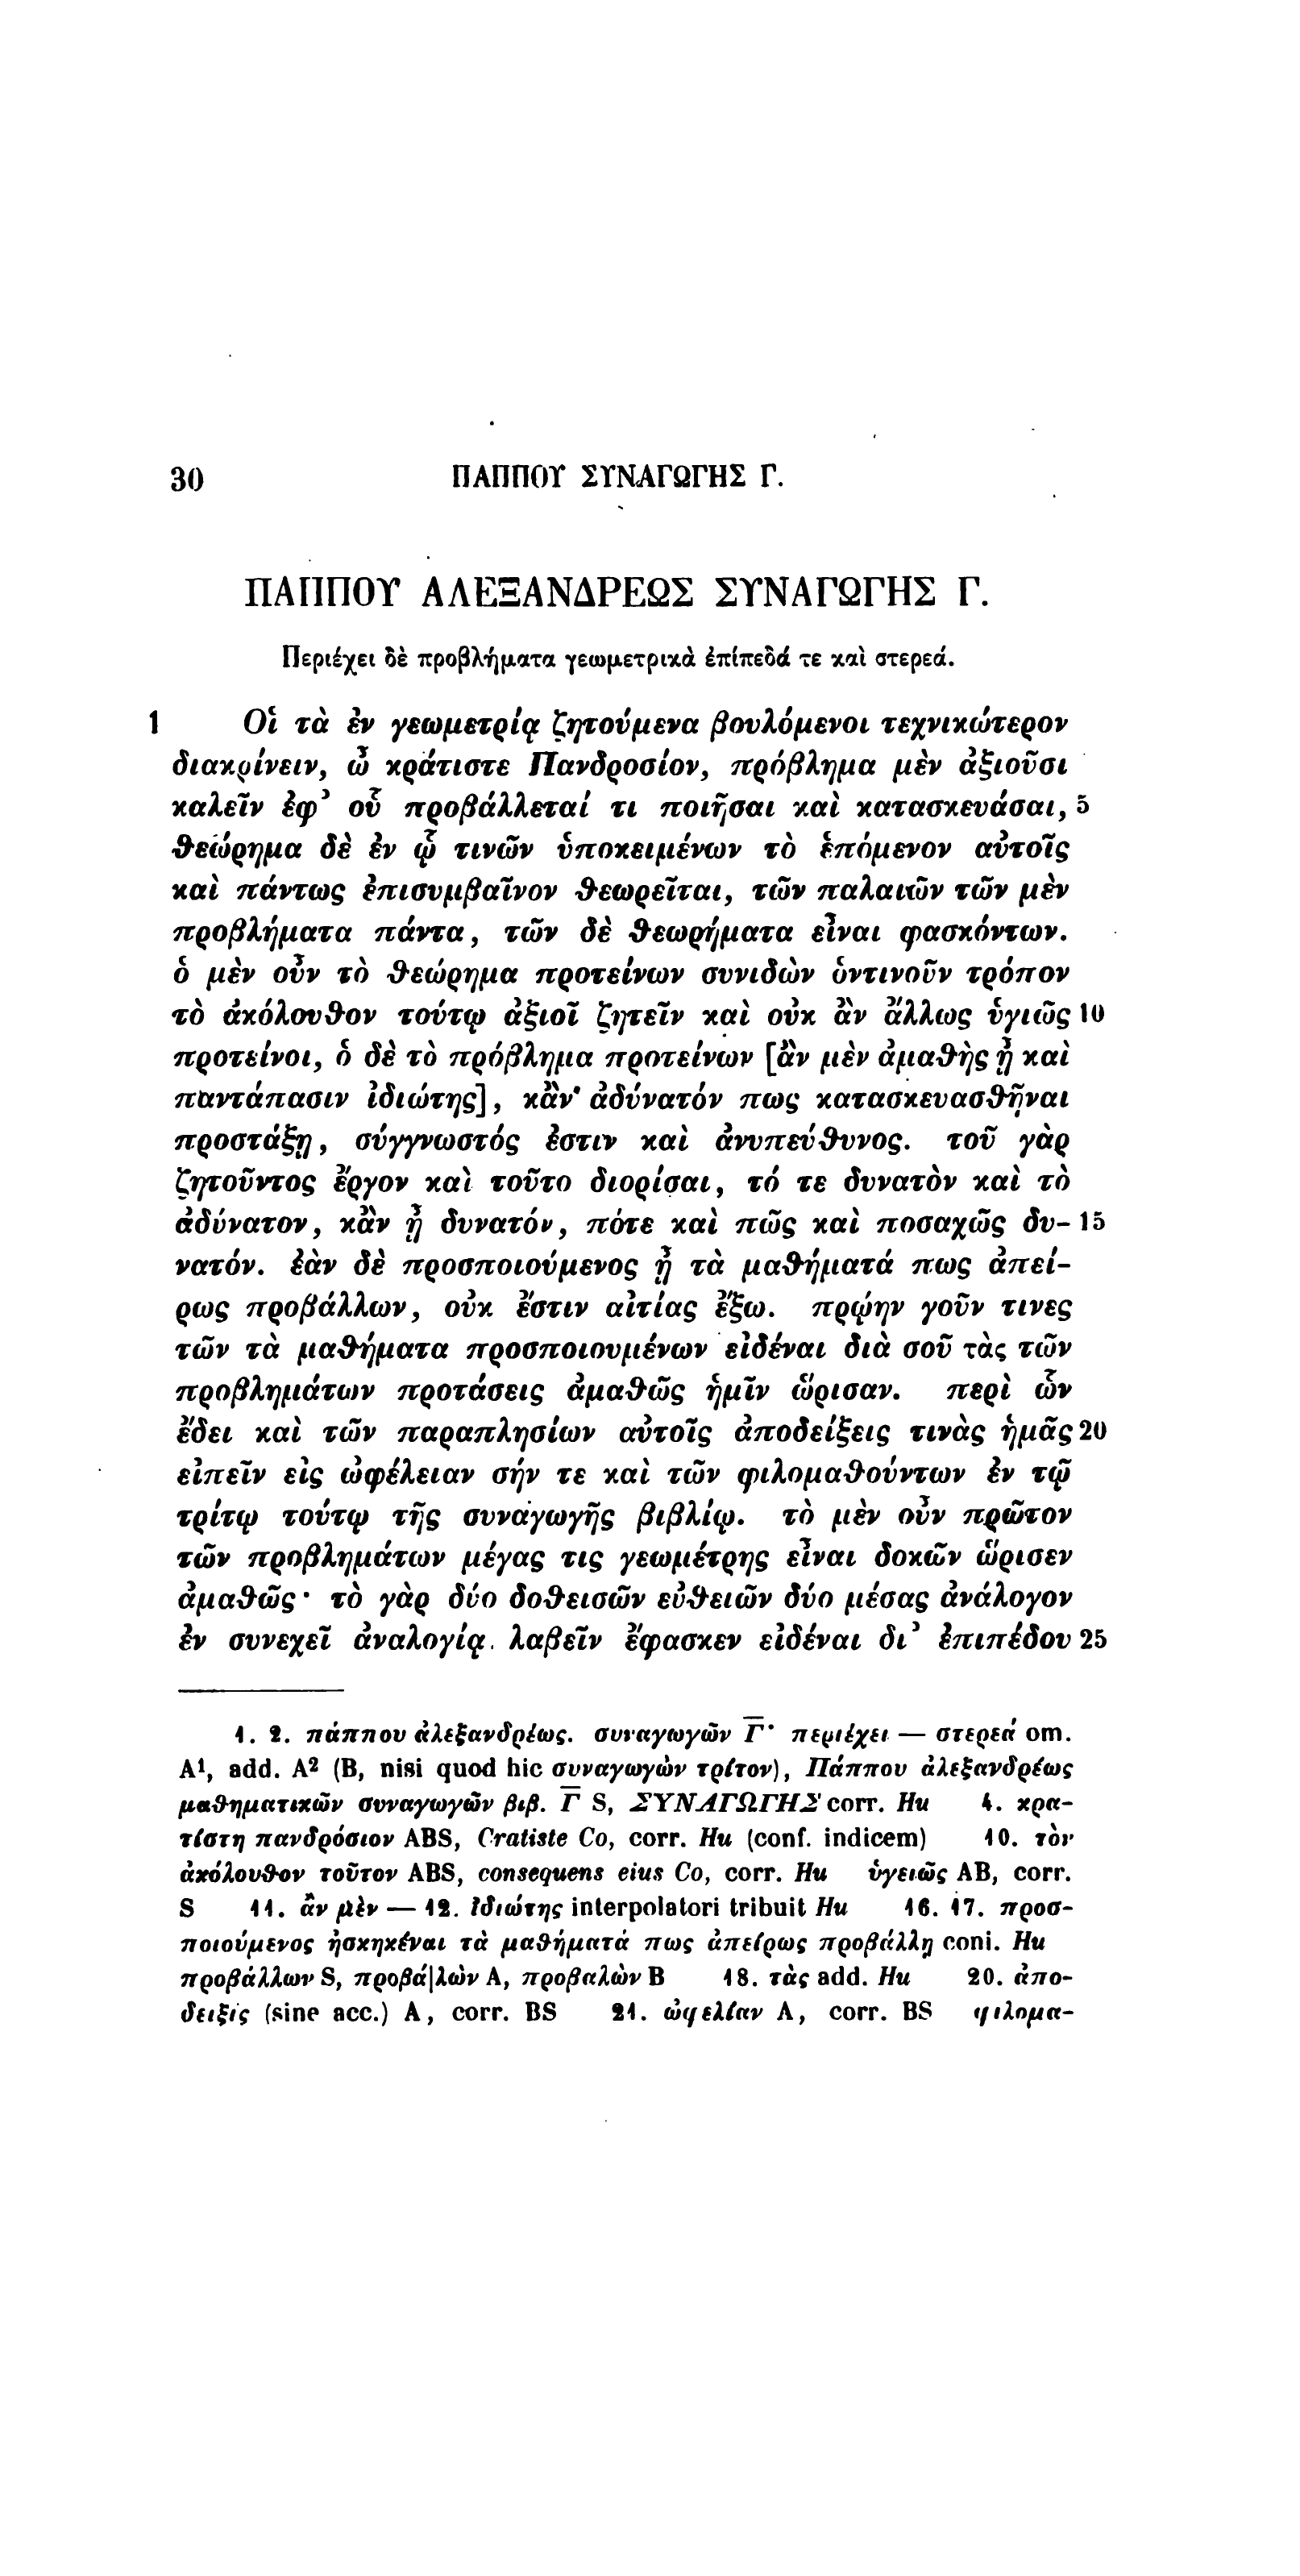 30 ΠΑΠΠΟΥ ΣΥΝΑΓΩΓΗΣ Γ.
ΠΑΠΠΟΥ ΑΛΕΞΑΝΔΡΕΩΣ ΣΥΝΑΓΩΓΗΣ Γ.
Περιέχει δὲ προβλήματα γεωμετρικὰ ἐπίπεδά τε καὶ στερεά.
1 Οἱ τὰ ἐν γεωμετρίᾳ ζητούμενα βουλόμενοι τεχνικώτερον
διακρίνειν, ὦ κράτιστε Πανδροσίον, πρόβλημα μὲν ἀξιοῦσι
καλεῖν ἐφ’ οὗ προβάλλεταί τι ποιῆσαι καὶ κατασκευάσαι, 5
θεώρημα δὲ ἐν ᾧ τινῶν ὑποκειμένων τὸ ἑπόμενον αὐτοῖς
καὶ πάντως ἐπισυμβαῖνον θεωρεῖται, τῶν παλαιῶν τῶν μὲν
προβλήματα πάντα, τῶν δὲ θεωρήματα εἶναι φασκόντων.
ὁ μὲν οὖν τὸ θεώρημα προτείνων συνιδὼν ὁντινοῦν τρόπον
τὸ ἀκόλουθον τούτῳ ἀξιοῖ ζητεῖν καὶ οὐκ ἂν ἄλλως ὑγιῶς 10
προτείνοι, ὁ δὲ τὸ πρόβλημα προτείνων [ἂν μὲν ἀμαθὴς ᾖ καὶ
παντάπασιν ἰδιώτης], κἂν ἀδύνατόν πως κατασκευασθῆναι
προστάξῃ, σύγγνωστός ἐστιν καὶ ἀνυπεύθυνος. τοῦ γὰρ
ζητοῦντος ἔργον καὶ τοῦτο διορίσαι, τό τε δυνατὸν καὶ τὸ
ἀδύνατον, κἂν ᾖ δυνατόν, πότε καὶ πῶς καὶ ποσαχῶς δυ- 15
νατόν. ἐὰν δὲ προσποιούμενος ᾖ τὰ μαθήματά πως ἀπεί-
ρως προβάλλων, οὐκ ἔστιν αἰτίας ἔξω. πρῴην γοῦν τινες
τῶν τὰ μαθήματα προσποιουμένων εἰδέναι διὰ σοῦ τὰς τῶν
προβλημάτων προτάσεις ἀμαθῶς ἡμῖν ὥρισαν. περὶ ὧν
ἔδει καὶ τῶν παραπλησίων αὐτοῖς ἀποδείξεις τινὰς ἡμᾶς 20
εἰπεῖν εἰς ὠφέλειαν σήν τε καὶ τῶν φιλομαθούντων ἐν τῷ
τρίτῳ τούτῳ τῆς συναγωγῆς βιβλίῳ. τὸ μὲν οὖν πρῶτον
τῶν προβλημάτων μέγας τις γεωμέτρης εἶναι δοκῶν ὥρισεν
ἀμαθῶς· τὸ γὰρ δύο δοθεισῶν εὐθειῶν δύο μέσας ἀνάλογον
ἐν συνεχεῖ ἀναλογίᾳ λαβεῖν ἔφασκεν εἰδέναι δι’ ἐπιπέδου 25
1. 2. πάππου ἀλεξανδρέως. συναγωγῶν Γ̅· περιέχει — στερεά om.
A¹, add. A² (B, nisi quod hic συναγωγὼν τρίτον), Πάππου ἀλεξανδρέως
μαθηματικῶν συναγωγῶν βιβ. Γ̅ S, ΣΥΝΑΓΩΓΗΣ corr. Hu 4. κρα-
τίστη πανδρόσιον ABS, Cratiste Co, corr. Hu (conf. indicem) 10. τὸν
ἀκόλουθον τοῦτον ABS, consequens eius Co, corr. Hu ὑγειῶς AB, corr.
S 11. ἂν μὲν — 12. ἰδιώτης interpolatori tribuit Hu 16. 17. προσ-
ποιούμενος ἠσκηκέναι τὰ μαθήματά πως ἀπείρως προβάλλῃ coni. Hu
προβάλλων S, προβά|λὼν A, προβαλὼν B 18. τὰς add. Hu 20. ἀπο-
δειξις (sine acc.) A, corr. BS 21. ὠφελίαν A, corr. BS φιλομα-